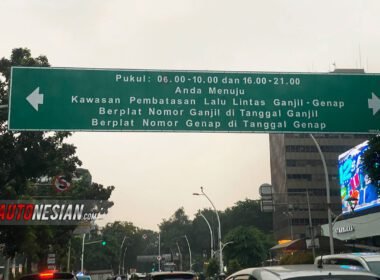 Pukul : 06.00-10.00 dan 16.00-21.00
Anda Menuju
Kawasan Pembatasan Lalu Lintas Ganjil-Genap
Berplat Nomor Ganjil di Tanggal Ganjil
Berplat Nomor Genap di Tanggal Genap
AUTONESIAN.COM